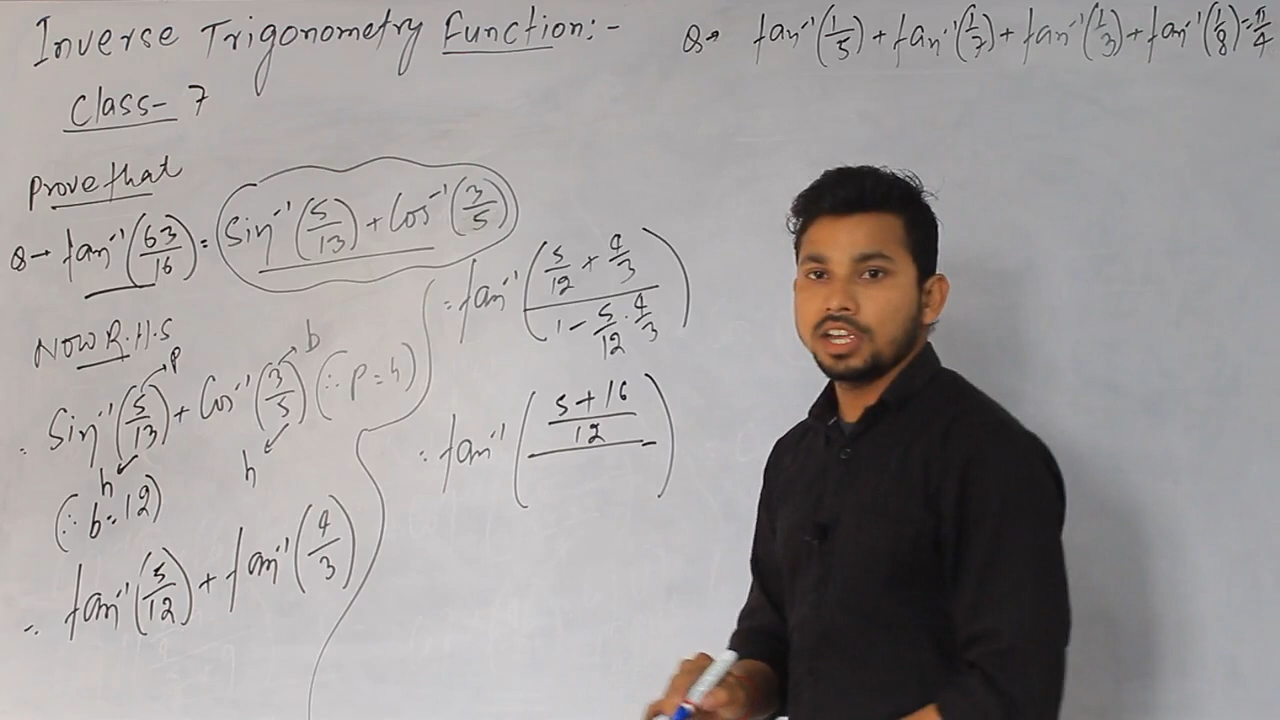 Inverse Trigonometry Function:-
Class- 7
Prove that
Q→ tan⁻¹(63/16) = Sin⁻¹(5/13) + Cos⁻¹(3/5)
NOW R.H.S
= Sin⁻¹(5/13) + Cos⁻¹(3/5) (∴ P=4)
p
h
b
h
(∴ b=12)
= tan⁻¹(5/12) + tan⁻¹(4/3)
= tan⁻¹((5/12 + 4/3)/(1 - 5/12 · 4/3))
= tan⁻¹((5+16)/12)
Q→ tan⁻¹(1/5) + tan⁻¹(1/7) + tan⁻¹(1/3) + tan⁻¹(1/8) = π/4